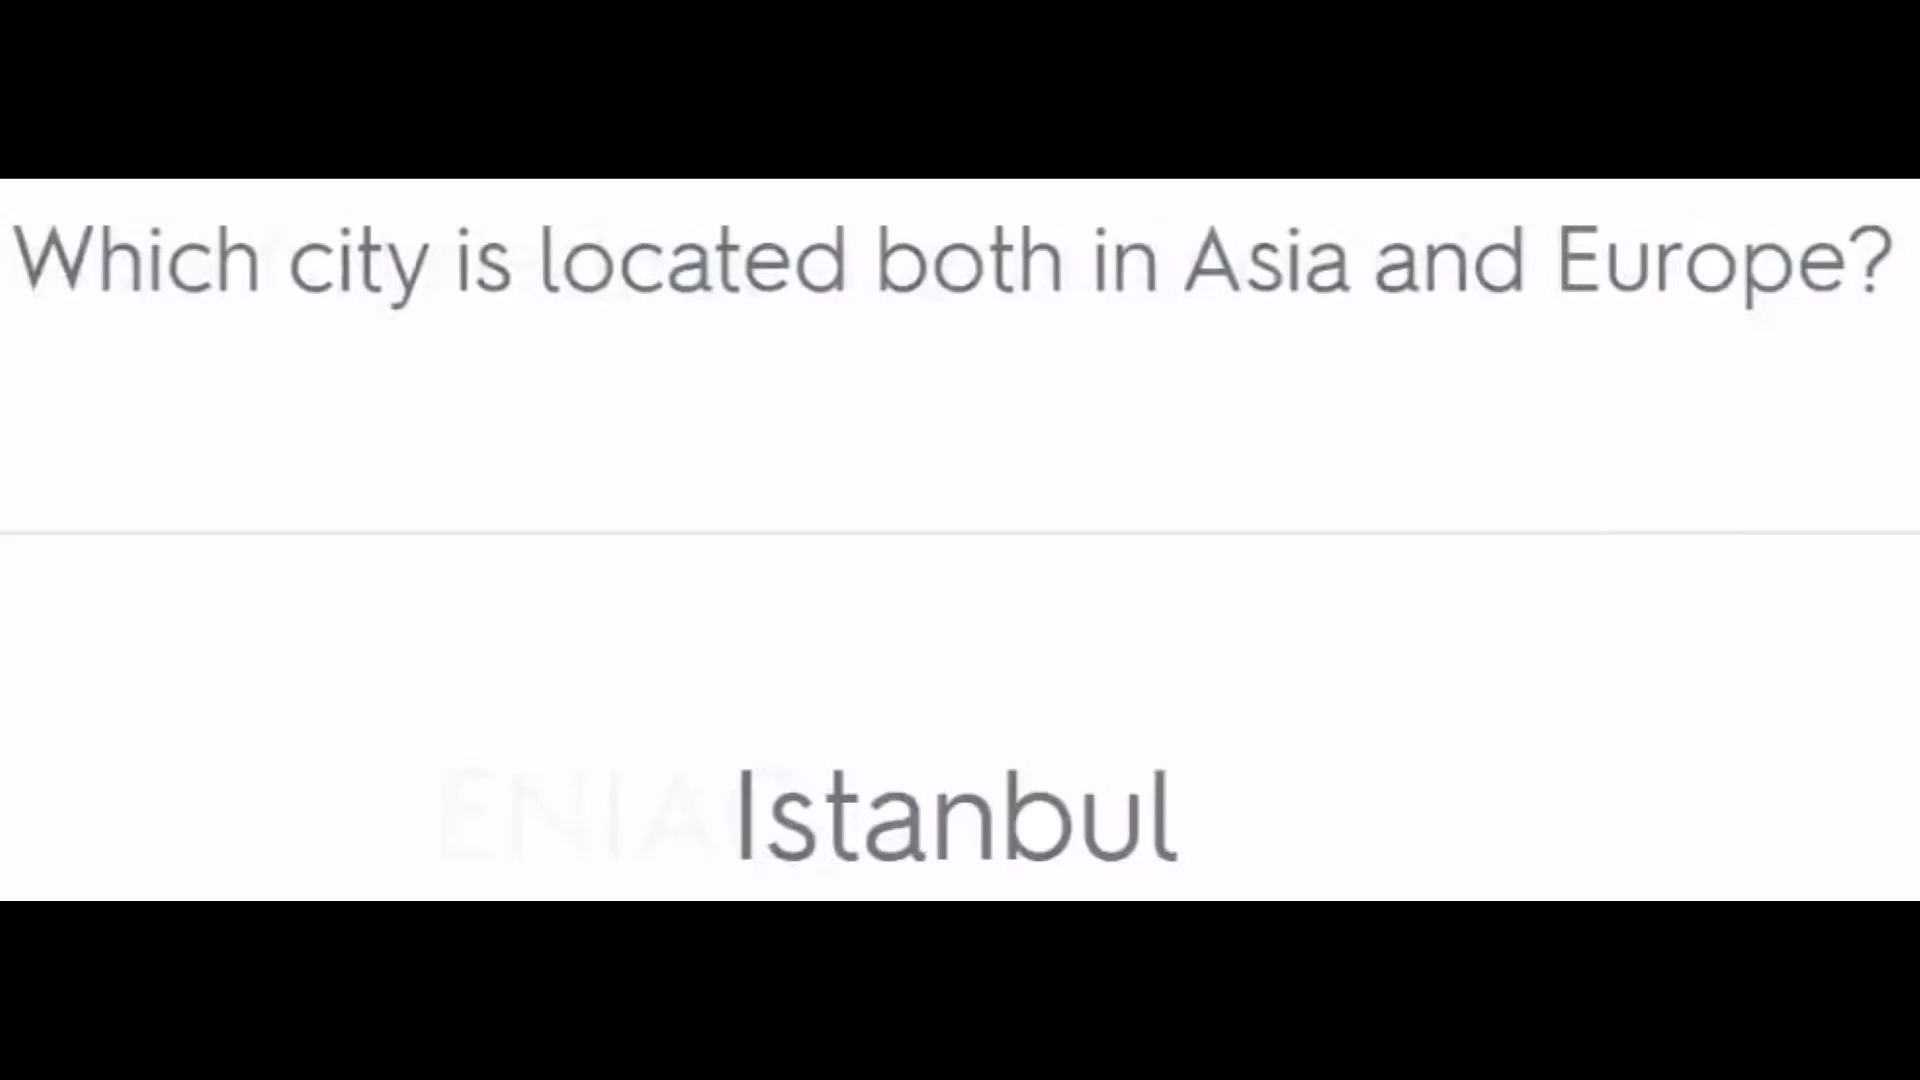 Which city is located both in Asia and Europe?
Istanbul